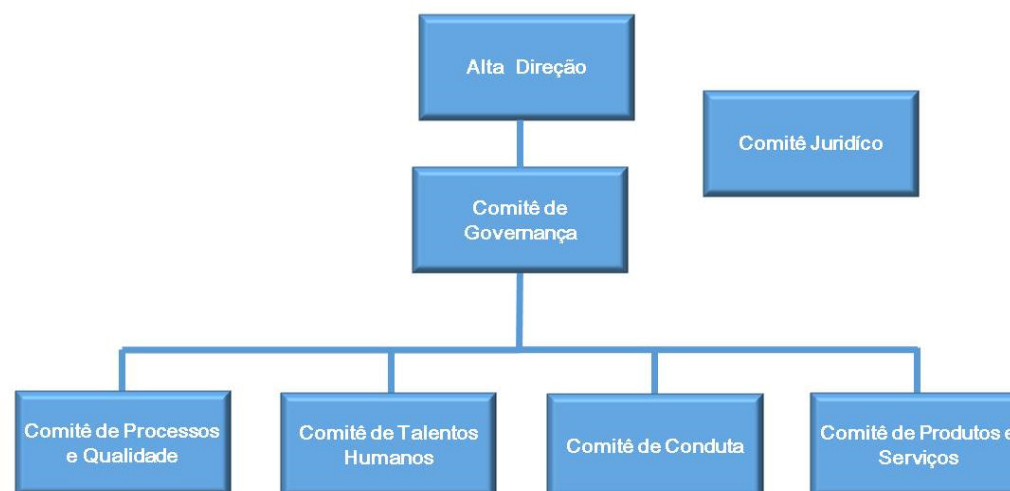 Alta Direção
Comitê Juridíco
Comitê de
Governança
Comitê de Processos
e Qualidade
Comitê de Talentos
Humanos
Comitê de Conduta
Comitê de Produtos e
Serviços